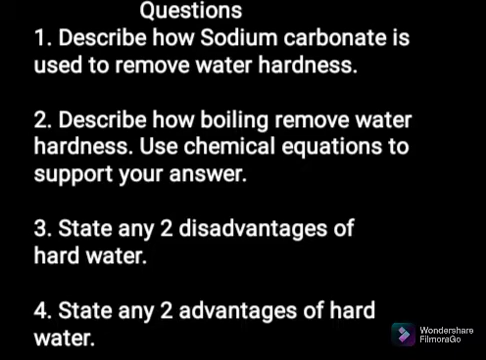 Questions
1. Describe how Sodium carbonate is
used to remove water hardness.
2. Describe how boiling remove water
hardness. Use chemical equations to
support your answer.
3. State any 2 disadvantages of
hard water.
4. State any 2 advantages of hard
water.
Wondershare
FilmoraGo